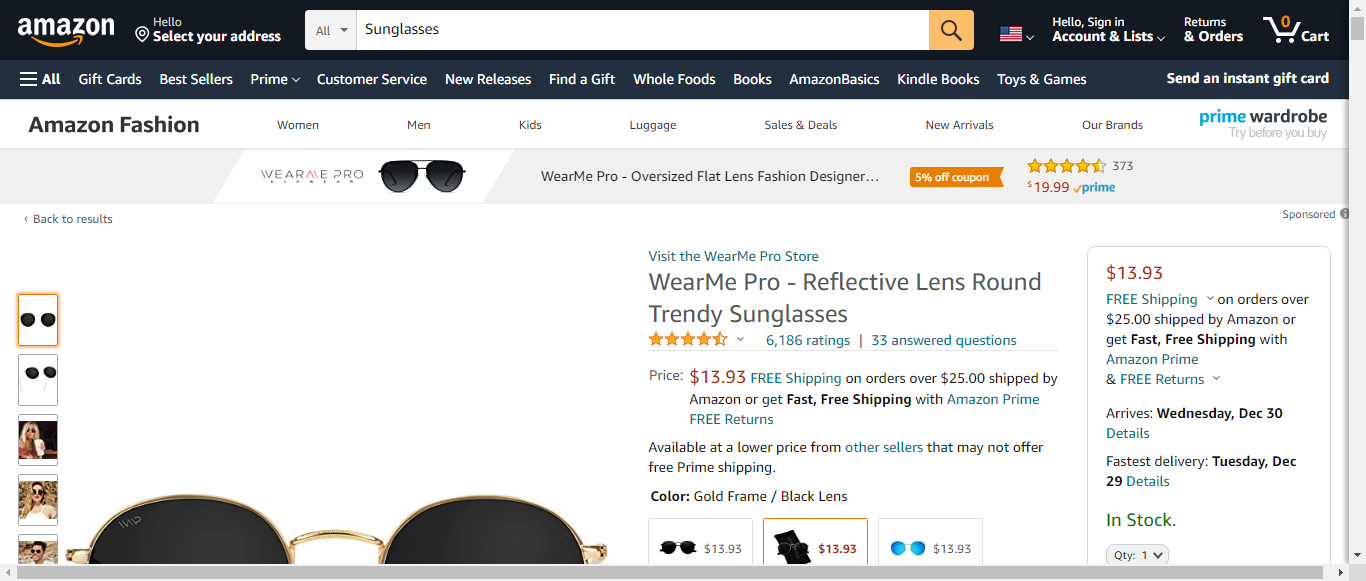 amazon
Hello
Select your address
All
Sunglasses
Hello, Sign in
Account & Lists
Returns
& Orders
0
Cart
All
Gift Cards
Best Sellers
Prime
Customer Service
New Releases
Find a Gift
Whole Foods
Books
AmazonBasics
Kindle Books
Toys & Games
Send an instant gift card
Amazon Fashion
Women
Men
Kids
Luggage
Sales & Deals
New Arrivals
Our Brands
prime wardrobe
Try before you buy
WEARME PRO
EYEWEAR
WearMe Pro - Oversized Flat Lens Fashion Designer...
5% off coupon
373
$19.99 prime
‹ Back to results
Sponsored
Visit the WearMe Pro Store
WearMe Pro - Reflective Lens Round
Trendy Sunglasses
6,186 ratings | 33 answered questions
Price: $13.93 FREE Shipping on orders over $25.00 shipped by
Amazon or get Fast, Free Shipping with Amazon Prime
FREE Returns
Available at a lower price from other sellers that may not offer
free Prime shipping.
Color: Gold Frame / Black Lens
$13.93
$13.93
$13.93
WMP
$13.93
FREE Shipping on orders over
$25.00 shipped by Amazon or
get Fast, Free Shipping with
Amazon Prime
& FREE Returns
Arrives: Wednesday, Dec 30
Details
Fastest delivery: Tuesday, Dec
29 Details
In Stock.
Qty: 1